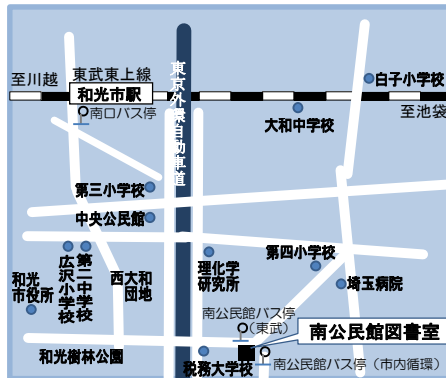 至川越
東武東上線
和光市駅
南口バス停
東京外環自動車道
白子小学校
大和中学校
至池袋
第三小学校
中央公民館
和光
市役所
広沢小学校
第二中学校
西大和
団地
理化学
研究所
第四小学校
埼玉病院
南公民館バス停
(東武)
南公民館図書室
和光樹林公園
税務大学校
南公民館バス停(市内循環)